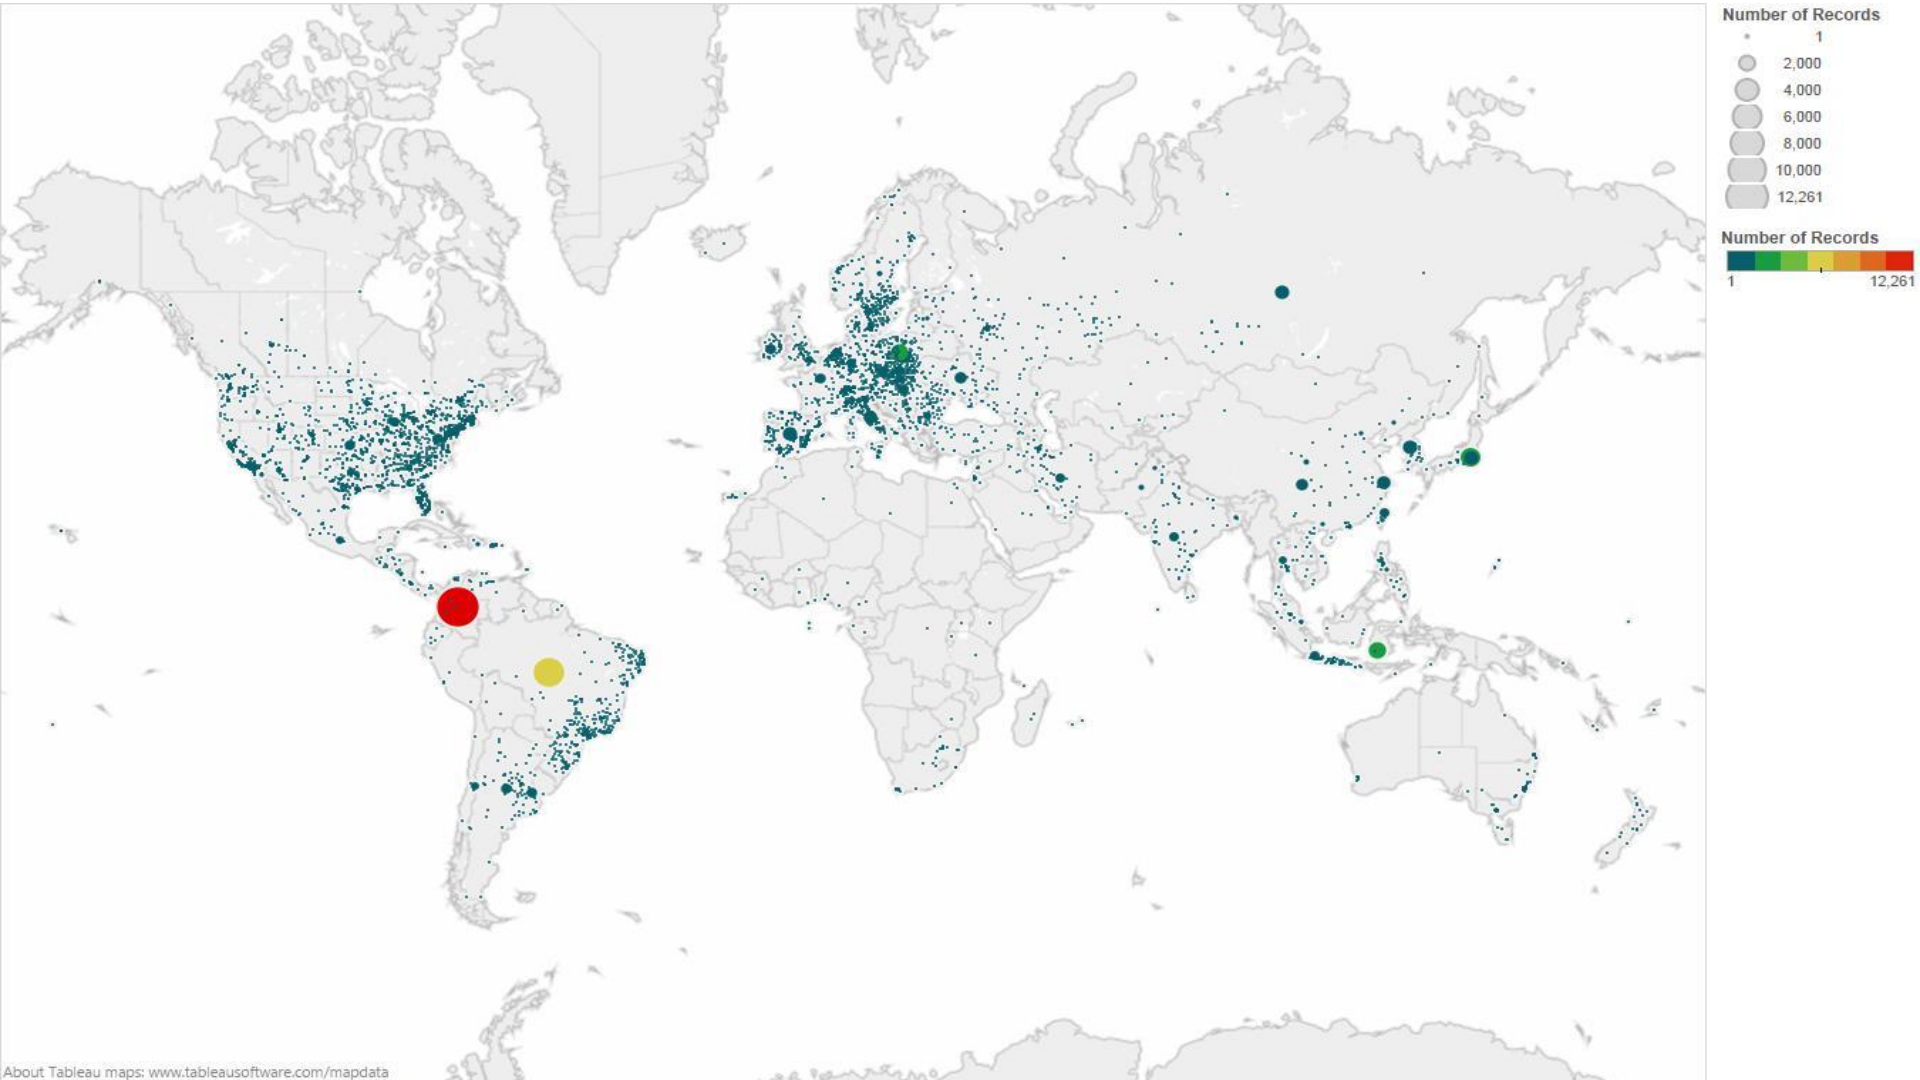 Number of Records
1
2,000
4,000
6,000
8,000
10,000
12,261
Number of Records
1 12,261
About Tableau maps: www.tableausoftware.com/mapdata